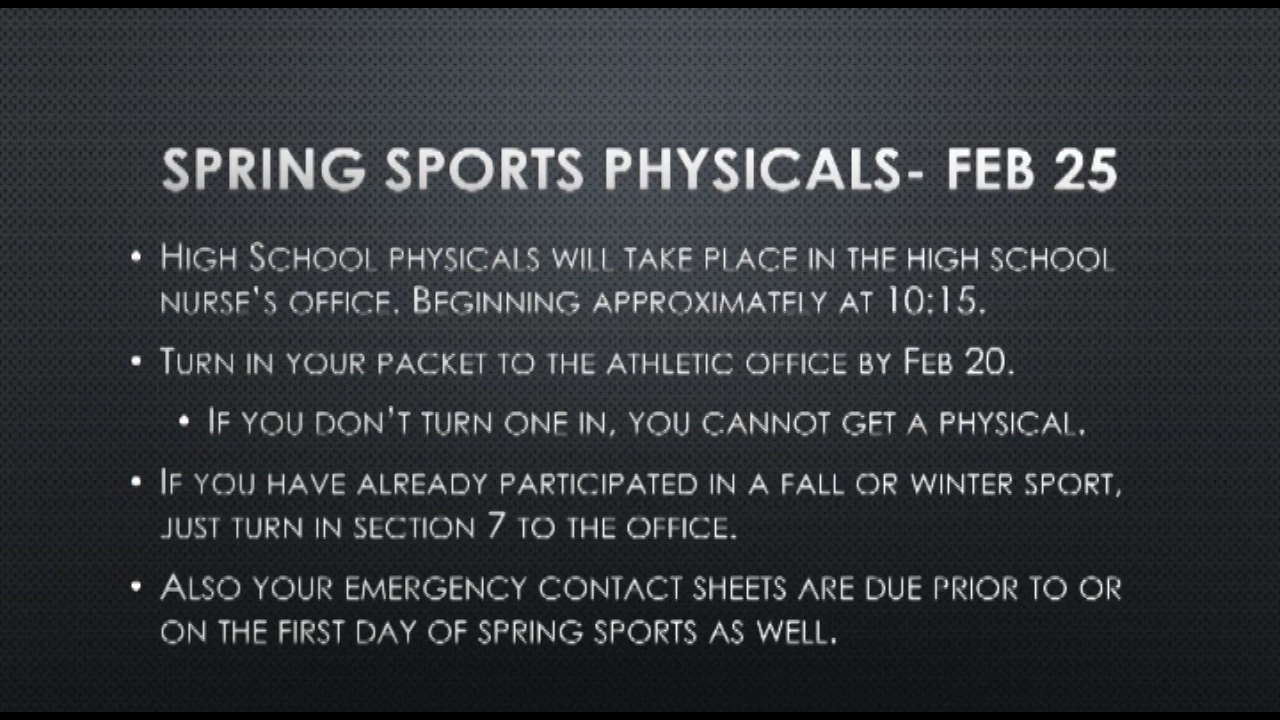 SPRING SPORTS PHYSICALS- FEB 25
• HIGH SCHOOL PHYSICALS WILL TAKE PLACE IN THE HIGH SCHOOL
NURSE'S OFFICE. BEGINNING APPROXIMATELY AT 10:15.
• TURN IN YOUR PACKET TO THE ATHLETIC OFFICE BY FEB 20.
• IF YOU DON'T TURN ONE IN, YOU CANNOT GET A PHYSICAL.
• IF YOU HAVE ALREADY PARTICIPATED IN A FALL OR WINTER SPORT,
JUST TURN IN SECTION 7 TO THE OFFICE.
• ALSO YOUR EMERGENCY CONTACT SHEETS ARE DUE PRIOR TO OR
ON THE FIRST DAY OF SPRING SPORTS AS WELL.